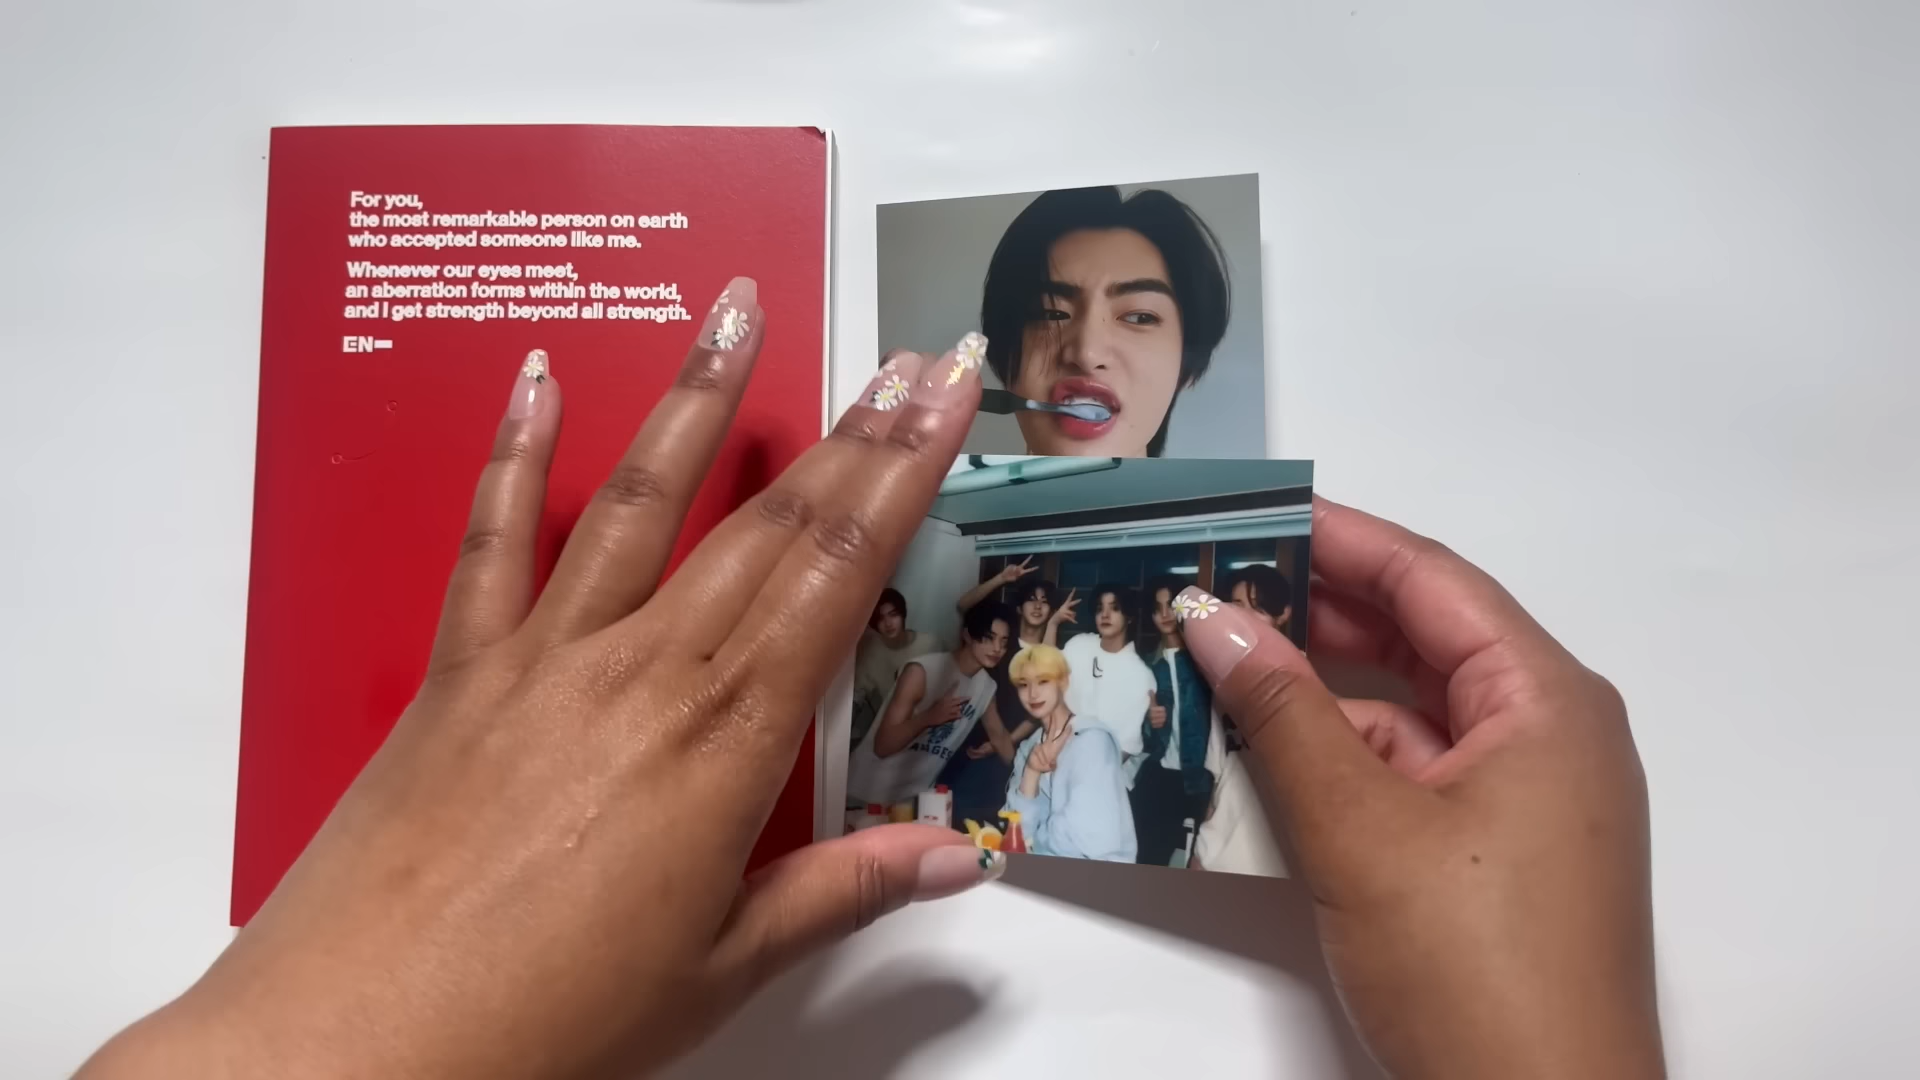 For you,
the most remarkable person on earth
who accepted someone like me.
Whenever our eyes meet,
an aberration forms within the world,
and I get strength beyond all strength.
EN-